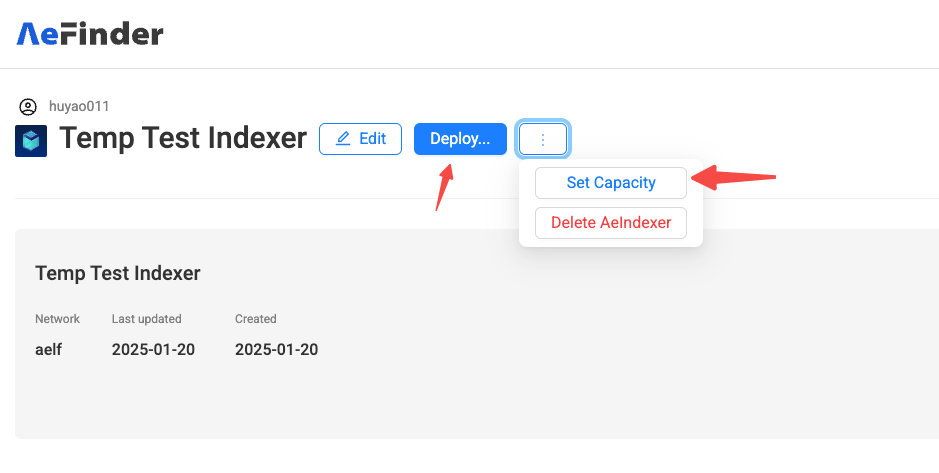 AeFinder
huyao011
Temp Test Indexer Edit Deploy... ⋮
Set Capacity
Delete AeIndexer
Temp Test Indexer
Network Last updated Created
aelf 2025-01-20 2025-01-20